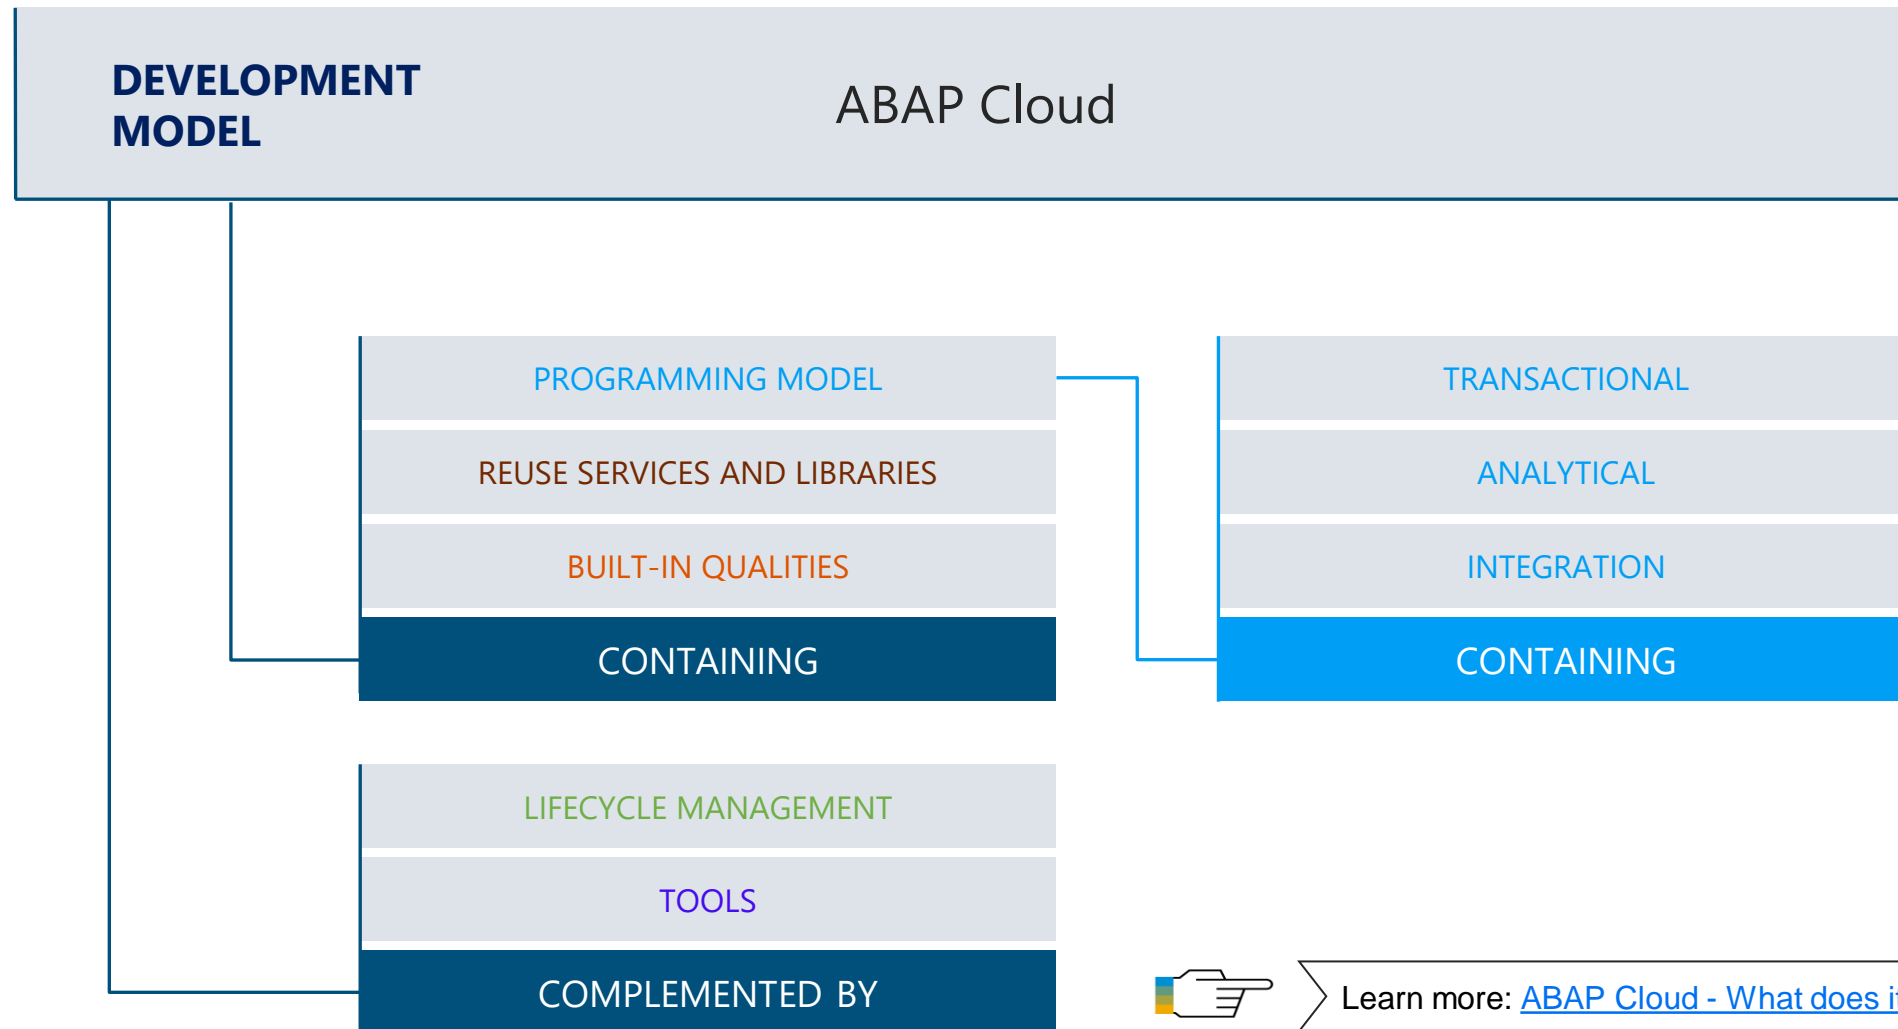 DEVELOPMENT
MODEL
ABAP Cloud
PROGRAMMING MODEL
REUSE SERVICES AND LIBRARIES
BUILT-IN QUALITIES
CONTAINING
TRANSACTIONAL
ANALYTICAL
INTEGRATION
CONTAINING
LIFECYCLE MANAGEMENT
TOOLS
COMPLEMENTED BY
Learn more: ABAP Cloud - What does